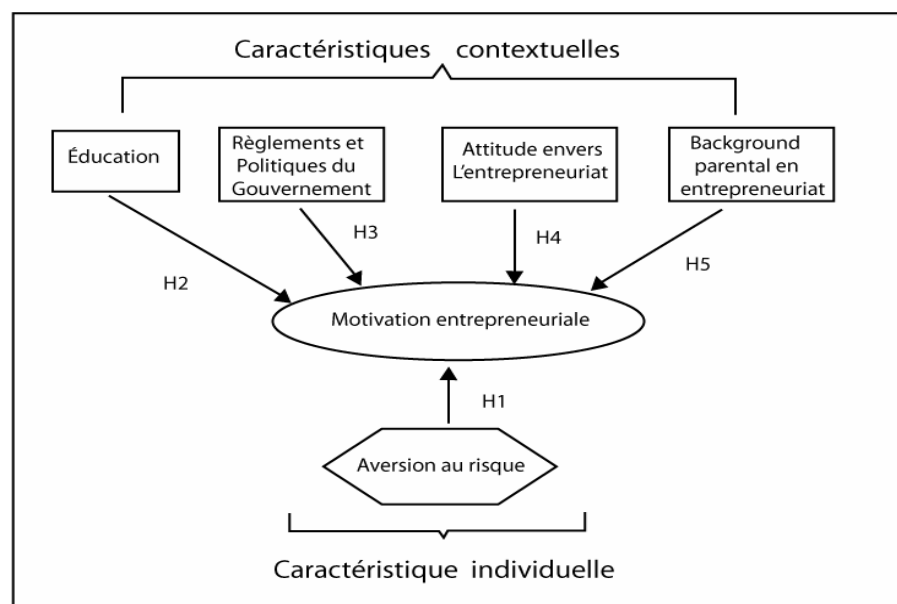 Caractéristiques contextuelles
Éducation
Règlements et
Politiques du
Gouvernement
Attitude envers
L'entrepreneuriat
Background
parental en
entrepreneuriat
H2
H3
H4
H5
Motivation entrepreneuriale
H1
Aversion au risque
Caractéristique individuelle